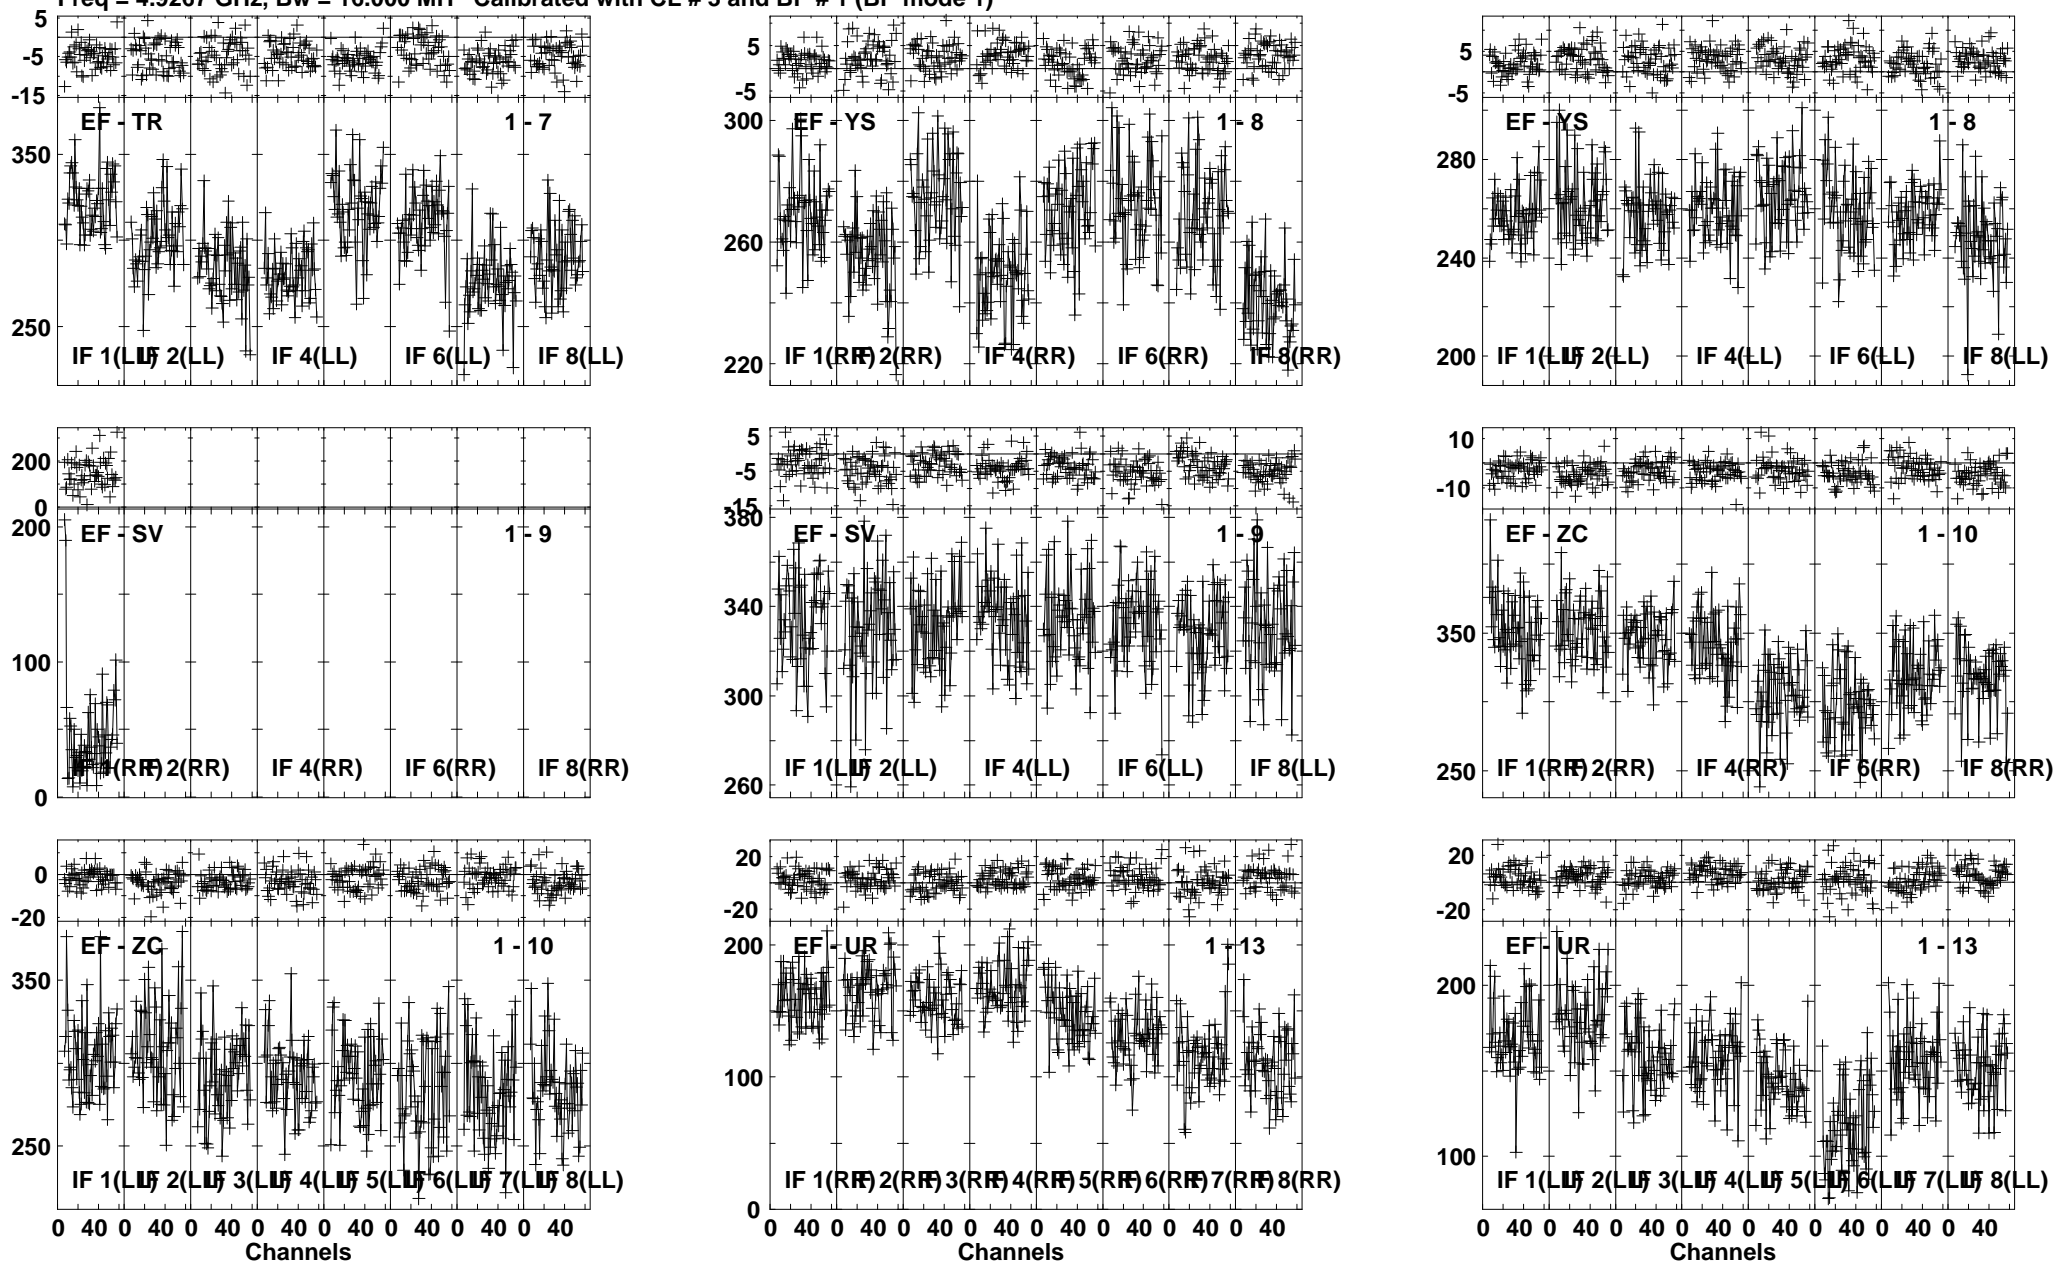 5
-5
-15
EF - TR
1 - 7
350
250
IF 1(LL)
IF 2(LL)
IF 4(LL)
IF 6(LL)
IF 8(LL)
5
-5
EF - YS
1 - 8
300
260
220
IF 1(RR)
IF 2(RR)
IF 4(RR)
IF 6(RR)
IF 8(RR)
5
-5
EF - YS
1 - 8
280
240
200
IF 1(LL)
IF 2(LL)
IF 4(LL)
IF 6(LL)
IF 8(LL)
200
0
EF - SV
1 - 9
200
100
0
IF 1(RR)
IF 2(RR)
IF 4(RR)
IF 6(RR)
IF 8(RR)
5
-5
-15
EF - SV
1 - 9
380
340
300
260
IF 1(LL)
IF 2(LL)
IF 4(LL)
IF 6(LL)
IF 8(LL)
10
-10
EF - ZC
1 - 10
350
250
IF 1(RR)
IF 2(RR)
IF 4(RR)
IF 6(RR)
IF 8(RR)
0
-20
EF - ZC
1 - 10
350
250
IF 1(LL)
IF 2(LL)
IF 3(LL)
IF 4(LL)
IF 5(LL)
IF 6(LL)
IF 7(LL)
IF 8(LL)
0 40 0 40 0 40 0 40 0 40 0 40 0 40 0 40
Channels
20
-20
EF - UR
1 - 13
200
100
0
IF 1(RR)
IF 2(RR)
IF 3(RR)
IF 4(RR)
IF 5(RR)
IF 6(RR)
IF 7(RR)
IF 8(RR)
0 40 0 40 0 40 0 40 0 40 0 40 0 40 0 40
Channels
20
-20
EF - UR
1 - 13
200
100
IF 1(LL)
IF 2(LL)
IF 3(LL)
IF 4(LL)
IF 5(LL)
IF 6(LL)
IF 7(LL)
IF 8(LL)
0 40 0 40 0 40 0 40 0 40 0 40 0 40 0 40
Channels